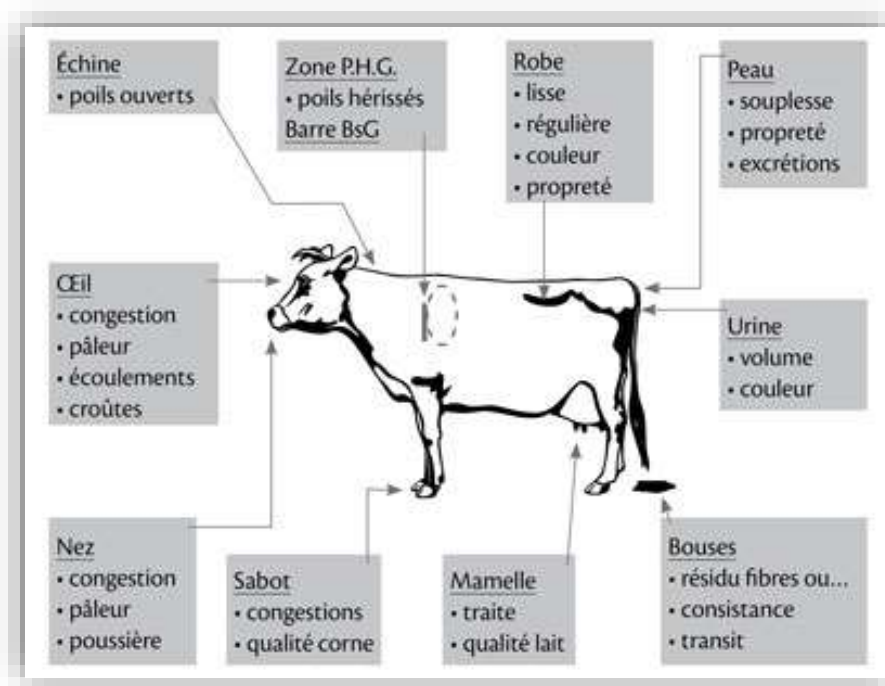 Échine
• poils ouverts
Zone P.H.G.
• poils hérissés
Barre BsG
Robe
• lisse
• régulière
• couleur
• propreté
Peau
• souplesse
• propreté
• excrétions
Œil
• congestion
• pâleur
• écoulements
• croûtes
Urine
• volume
• couleur
Nez
• congestion
• pâleur
• poussière
Sabot
• congestions
• qualité corne
Mamelle
• traite
• qualité lait
Bouses
• résidu fibres ou...
• consistance
• transit